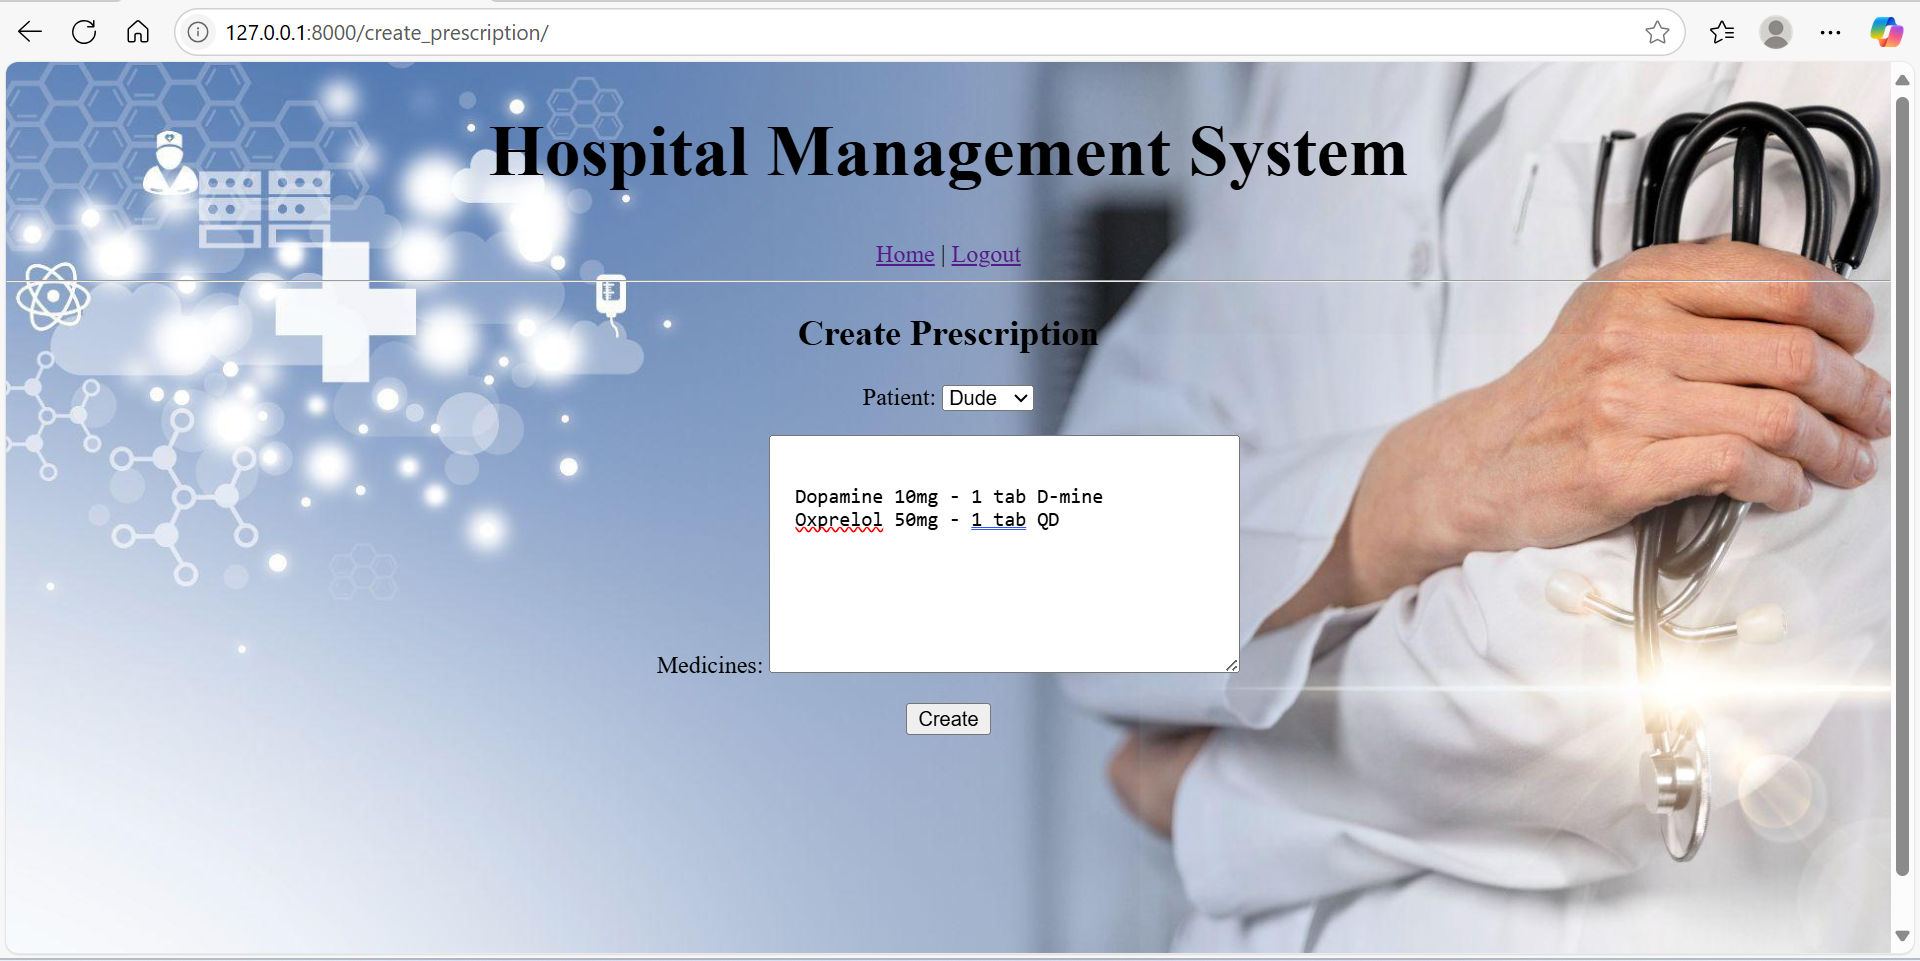 127.0.0.1:8000/create_prescription/
Hospital Management System
Home | Logout
Create Prescription
Patient: Dude
Dopamine 10mg - 1 tab D-mine
Oxprelol 50mg - 1 tab QD
Medicines:
Create